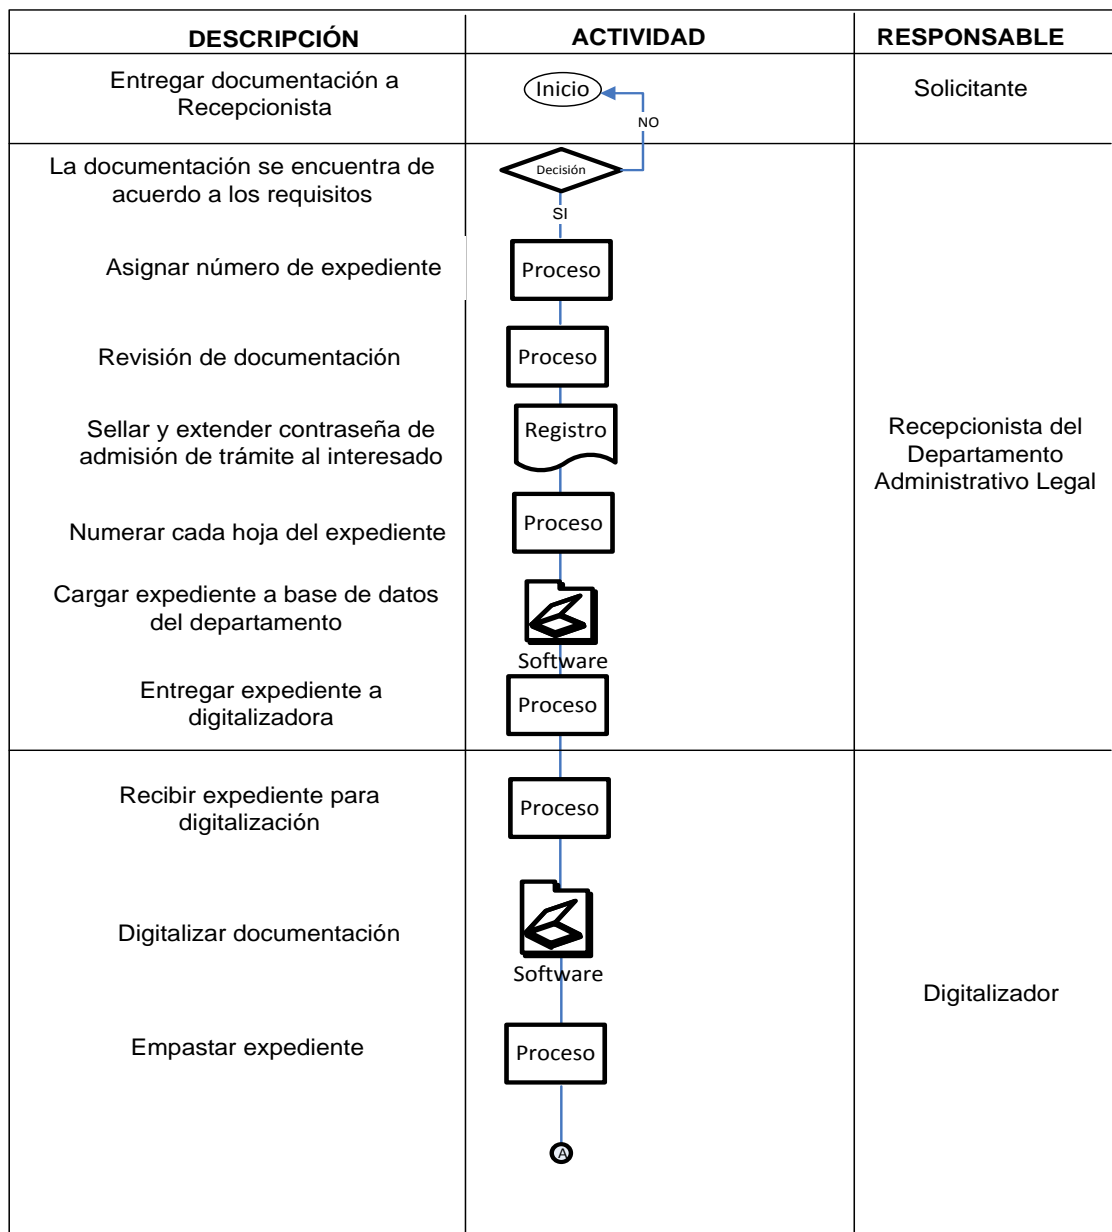 DESCRIPCIÓN
ACTIVIDAD
RESPONSABLE
Entregar documentación a
Recepcionista
Inicio
Solicitante
NO
La documentación se encuentra de
acuerdo a los requisitos
Decisión
SI
Asignar número de expediente
Proceso
Revisión de documentación
Proceso
Sellar y extender contraseña de
admisión de trámite al interesado
Registro
Recepcionista del
Departamento
Administrativo Legal
Numerar cada hoja del expediente
Proceso
Cargar expediente a base de datos
del departamento
Software
Entregar expediente a
digitalizadora
Proceso
Recibir expediente para
digitalización
Proceso
Digitalizar documentación
Software
Digitalizador
Empastar expediente
Proceso
A